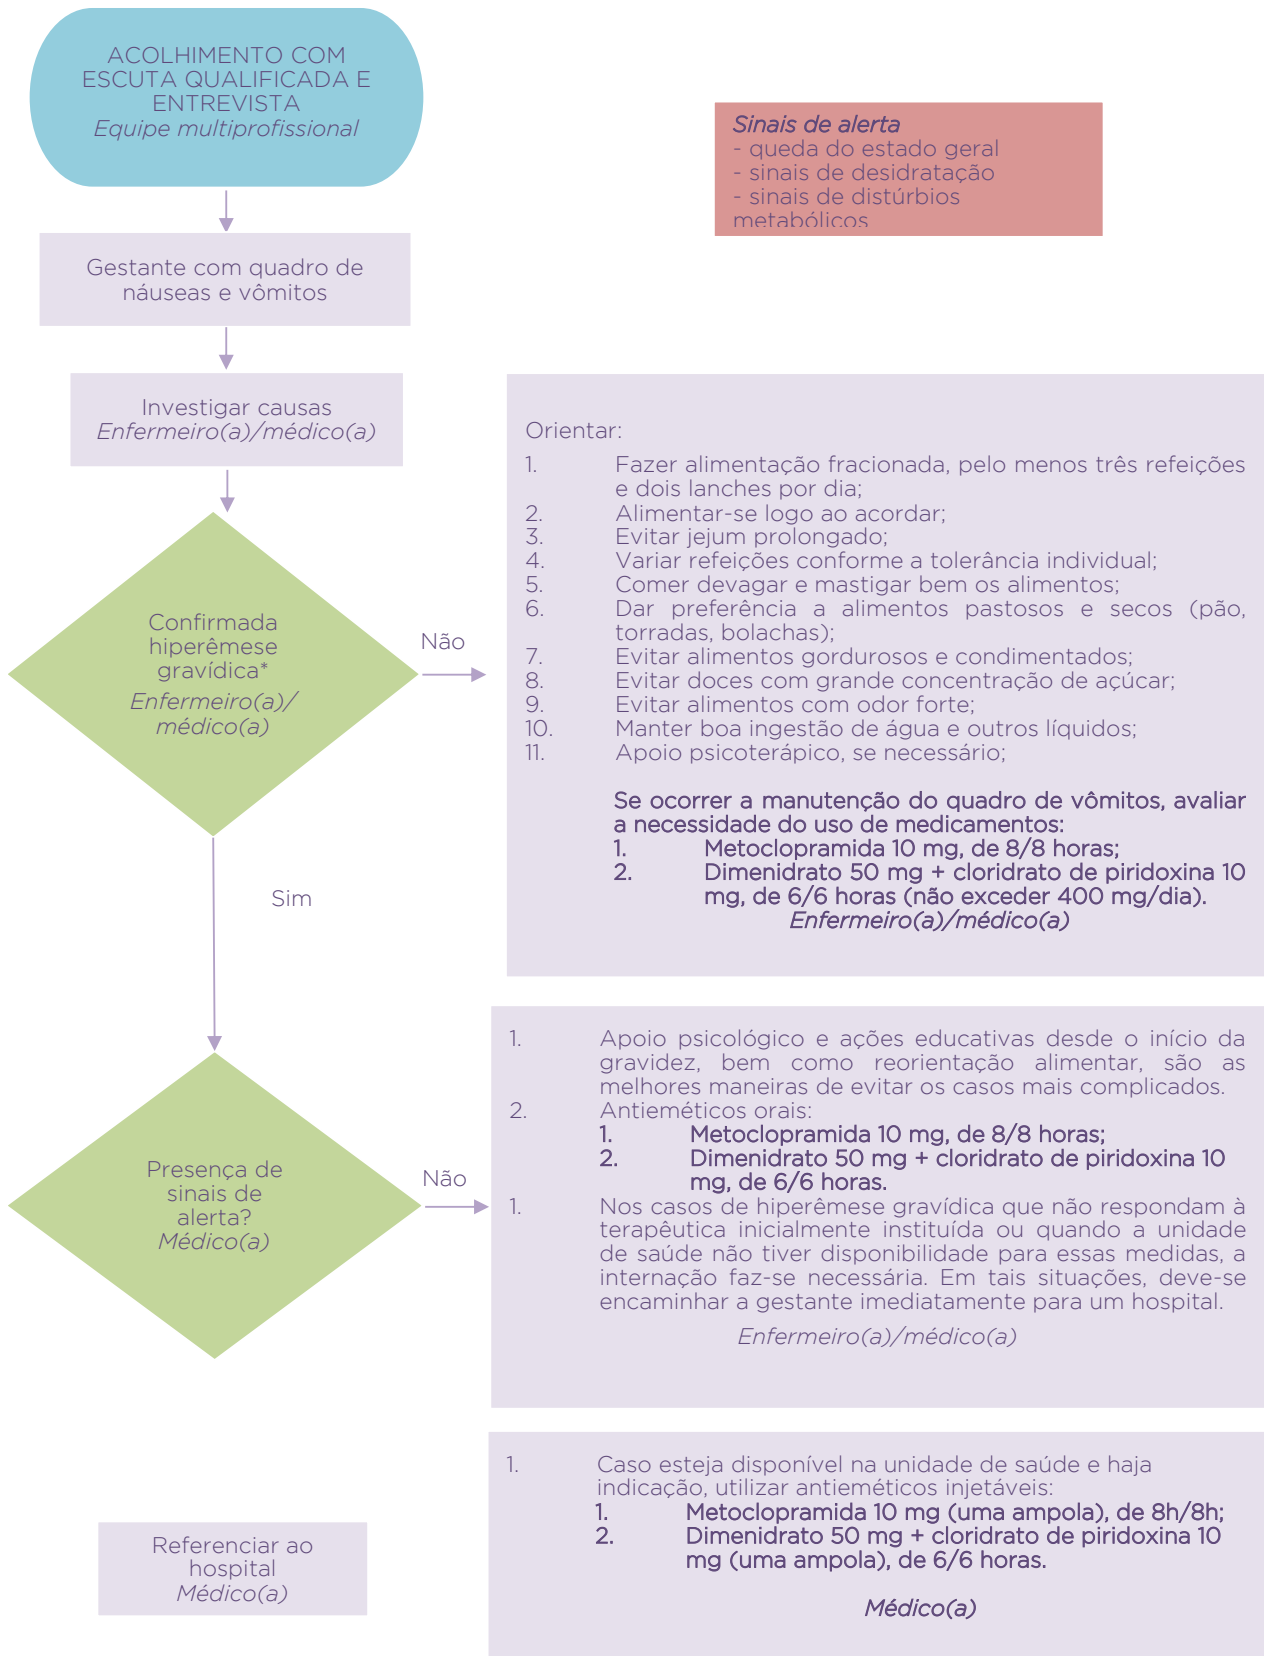 ACOLHIMENTO COM
ESCUTA QUALIFICADA E
ENTREVISTA
Equipe multiprofissional
Sinais de alerta
- queda do estado geral
- sinais de desidratação
- sinais de distúrbios
metabólicos
Gestante com quadro de
náuseas e vômitos
Investigar causas
Enfermeiro(a)/médico(a)
Confirmada
hiperêmese
gravídica*
Enfermeiro(a)/
médico(a)
Não
Orientar:
1. Fazer alimentação fracionada, pelo menos três refeições
e dois lanches por dia;
2. Alimentar-se logo ao acordar;
3. Evitar jejum prolongado;
4. Variar refeições conforme a tolerância individual;
5. Comer devagar e mastigar bem os alimentos;
6. Dar preferência a alimentos pastosos e secos (pão,
torradas, bolachas);
7. Evitar alimentos gordurosos e condimentados;
8. Evitar doces com grande concentração de açúcar;
9. Evitar alimentos com odor forte;
10. Manter boa ingestão de água e outros líquidos;
11. Apoio psicoterápico, se necessário;
Se ocorrer a manutenção do quadro de vômitos, avaliar
a necessidade do uso de medicamentos:
1. Metoclopramida 10 mg, de 8/8 horas;
2. Dimenidrato 50 mg + cloridrato de piridoxina 10
mg, de 6/6 horas (não exceder 400 mg/dia).
Enfermeiro(a)/médico(a)
Sim
Presença de
sinais de
alerta?
Médico(a)
Não
1. Apoio psicológico e ações educativas desde o início da
gravidez, bem como reorientação alimentar, são as
melhores maneiras de evitar os casos mais complicados.
2. Antieméticos orais:
1. Metoclopramida 10 mg, de 8/8 horas;
2. Dimenidrato 50 mg + cloridrato de piridoxina 10
mg, de 6/6 horas.
1. Nos casos de hiperêmese gravídica que não respondam à
terapêutica inicialmente instituída ou quando a unidade
de saúde não tiver disponibilidade para essas medidas, a
internação faz-se necessária. Em tais situações, deve-se
encaminhar a gestante imediatamente para um hospital.
Enfermeiro(a)/médico(a)
Referenciar ao
hospital
Médico(a)
1. Caso esteja disponível na unidade de saúde e haja
indicação, utilizar antieméticos injetáveis:
1. Metoclopramida 10 mg (uma ampola), de 8h/8h;
2. Dimenidrato 50 mg + cloridrato de piridoxina 10
mg (uma ampola), de 6/6 horas.
Médico(a)